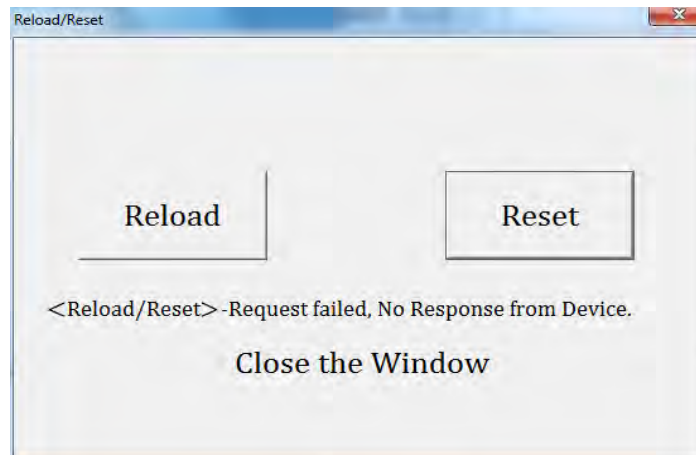 Reload/Reset
Reload
Reset
<Reload/Reset>-Request failed, No Response from Device.
Close the Window